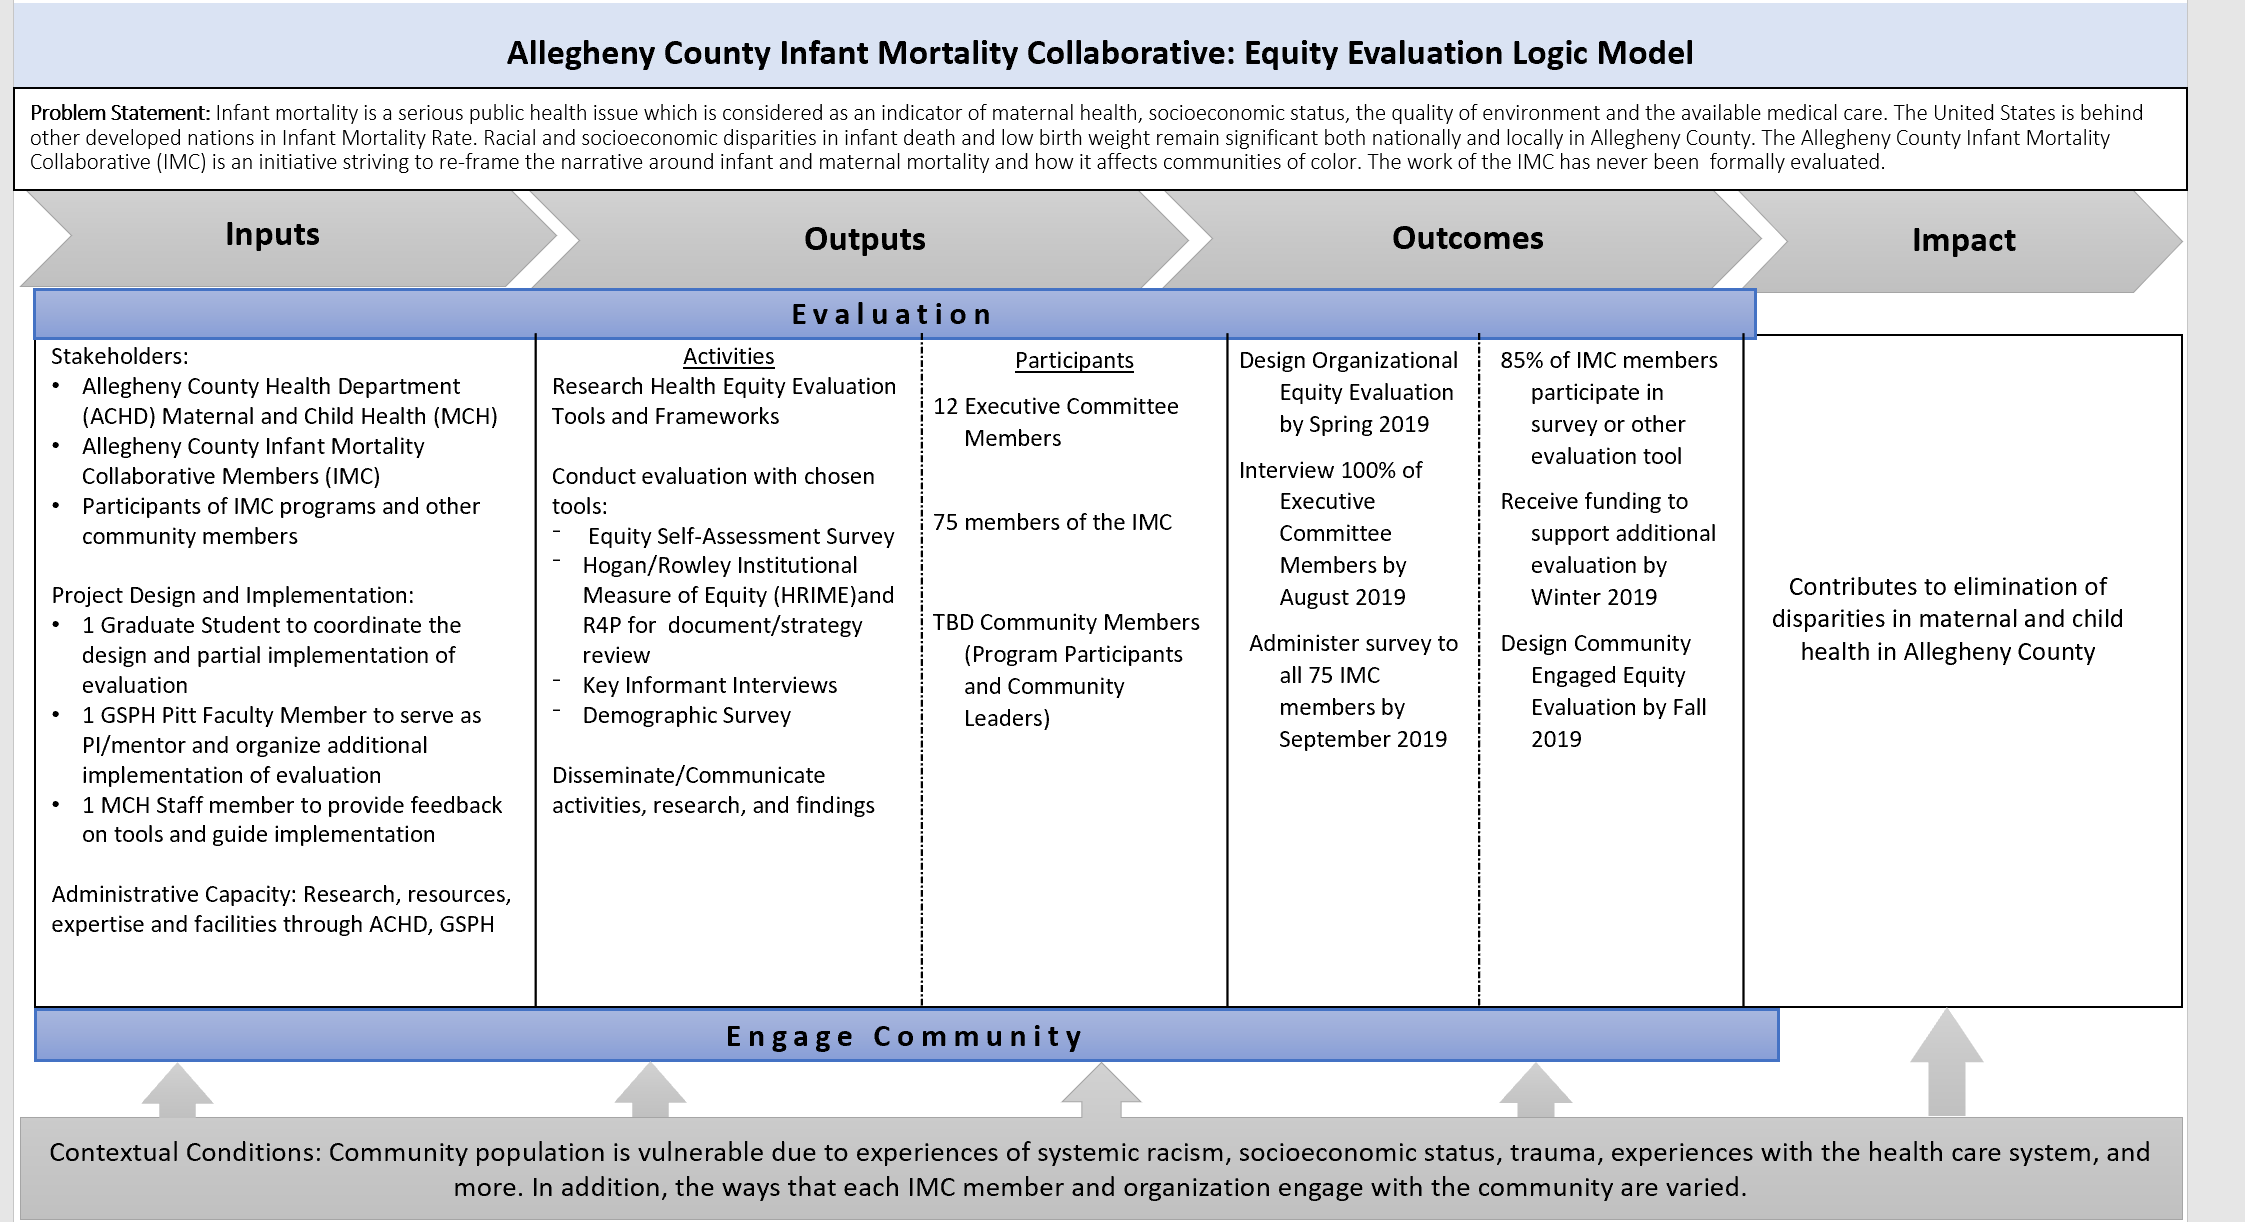 Allegheny County Infant Mortality Collaborative: Equity Evaluation Logic Model
Problem Statement: Infant mortality is a serious public health issue which is considered as an indicator of maternal health, socioeconomic status, the quality of environment and the available medical care. The United States is behind
other developed nations in Infant Mortality Rate. Racial and socioeconomic disparities in infant death and low birth weight remain significant both nationally and locally in Allegheny County. The Allegheny County Infant Mortality
Collaborative (IMC) is an initiative striving to re-frame the narrative around infant and maternal mortality and how it affects communities of color. The work of the IMC has never been  formally evaluated.
Inputs
Outputs
Outcomes
Impact
Evaluation
Stakeholders:
• Allegheny County Health Department
(ACHD) Maternal and Child Health (MCH)
• Allegheny County Infant Mortality
Collaborative Members (IMC)
• Participants of IMC programs and other
community members
Project Design and Implementation:
• 1 Graduate Student to coordinate the
design and partial implementation of
evaluation
• 1 GSPH Pitt Faculty Member to serve as
PI/mentor and organize additional
implementation of evaluation
• 1 MCH Staff member to provide feedback
on tools and guide implementation
Administrative Capacity: Research, resources,
expertise and facilities through ACHD, GSPH
Activities
Research Health Equity Evaluation
Tools and Frameworks
Conduct evaluation with chosen
tools:
- Equity Self-Assessment Survey
- Hogan/Rowley Institutional
Measure of Equity (HRIME)and
R4P for  document/strategy
review
- Key Informant Interviews
- Demographic Survey
Disseminate/Communicate
activities, research, and findings
Participants
12 Executive Committee
Members
75 members of the IMC
TBD Community Members
(Program Participants
and Community
Leaders)
Design Organizational
Equity Evaluation
by Spring 2019
Interview 100% of
Executive
Committee
Members by
August 2019
Administer survey to
all 75 IMC
members by
September 2019
85% of IMC members
participate in
survey or other
evaluation tool
Receive funding to
support additional
evaluation by
Winter 2019
Design Community
Engaged Equity
Evaluation by Fall
2019
Contributes to elimination of
disparities in maternal and child
health in Allegheny County
Engage Community
Contextual Conditions: Community population is vulnerable due to experiences of systemic racism, socioeconomic status, trauma, experiences with the health care system, and
more. In addition, the ways that each IMC member and organization engage with the community are varied.